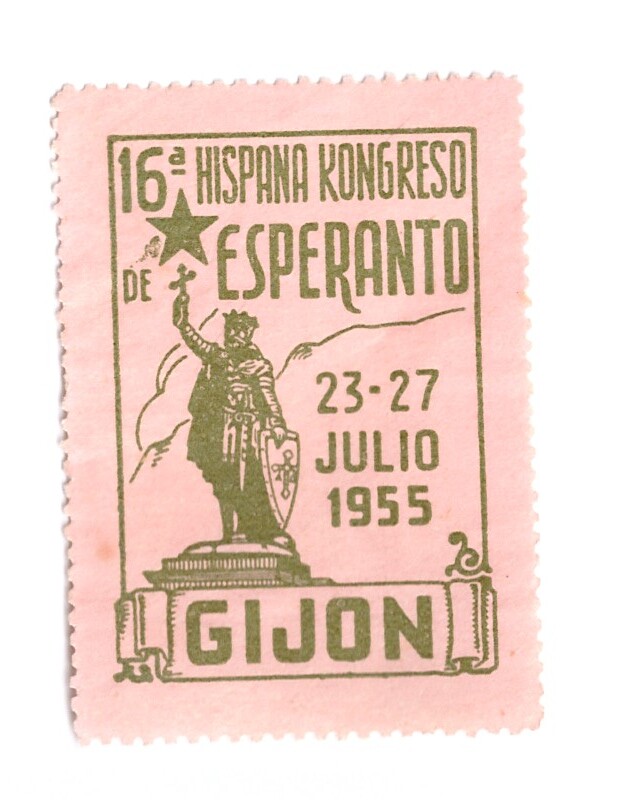 16ª HISPANA KONGRESO
DE ESPERANTO
23-27
JULIO
1955
GIJON